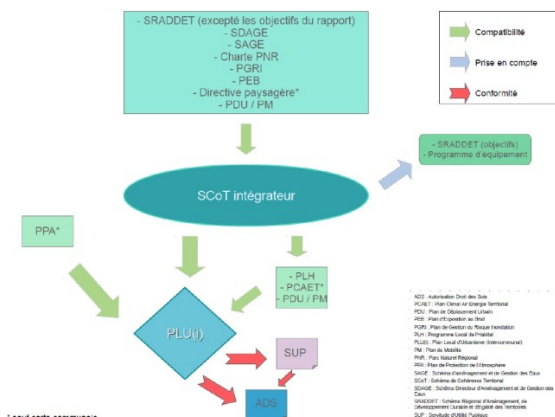 - SRADDET (excepté les objectifs du rapport)
- SDAGE
- SAGE
- Charte PNR
- PGRI
- PEB
- Directive paysagère*
- PDU / PM
Compatibilité
Prise en compte
Conformité
- SRADDET (objectifs)
- Programme d'équipement
SCoT intégrateur
PPA*
- PLH
- PCAET*
- PDU / PM
PLU(i)
SUP
ADS
ADS : Autorisation Droit des Sols
PCAET : Plan Climat Air Energie Territorial
PDU : Plan de Déplacement Urbain
PEB : Plan d'Exposition au Bruit
PGRI : Plan de Gestion du Risque Inondation
PLH : Programme Local de l'Habitat
PLU(i) : Plan Local d'Urbanisme (Intercommunal)
PM : Plan de Mobilité
PNR : Parc Naturel Régional
PPA : Plan de Protection de l'Atmosphère
SAGE : Schéma d'Aménagement et de Gestion des Eaux
SCoT : Schéma de Cohérence Territorial
SDAGE : Schéma Directeur d'Aménagement et de Gestion des Eaux
SRADDET : Schéma Régional d'Aménagement, de Développement Durable et d'Egalité des Territoires
SUP : Servitude d'Utilité Publique
* sauf carte communale